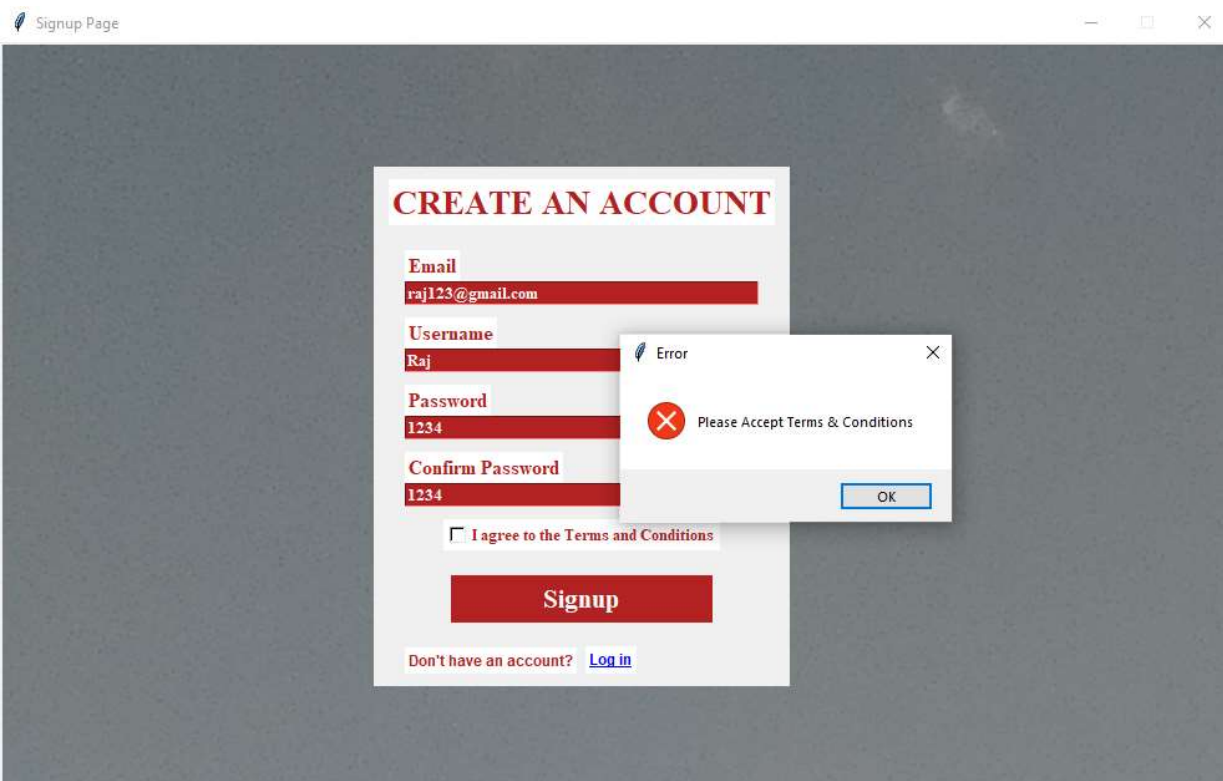 Signup Page
CREATE AN ACCOUNT
Email
raj123@gmail.com
Username
Raj
Password
1234
Confirm Password
1234
Error
Please Accept Terms & Conditions
OK
I agree to the Terms and Conditions
Signup
Don't have an account? Log in